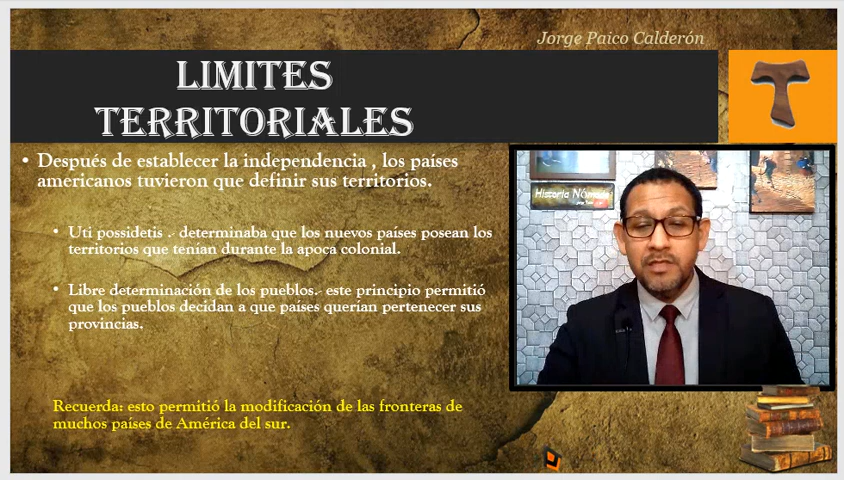 Jorge Paico Calderón
LIMITES
TERRITORIALES
• Después de establecer la independencia , los países
americanos tuvieron que definir sus territorios.
• Uti possidetis .- determinaba que los nuevos países posean los
territorios que tenían durante la apoca colonial.
• Libre determinación de los pueblos.- este principio permitió
que los pueblos decidan a que países querían pertenecer sus
provincias.
Recuerda: esto permitió la modificación de las fronteras de
muchos países de América del sur.
Historia